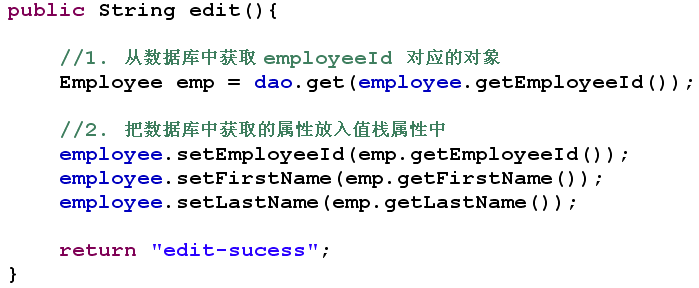 public String edit(){
//1. 从数据库中获取 employeeId 对应的对象
Employee emp = dao.get(employee.getEmployeeId());
//2. 把数据库中获取的属性放入值栈属性中
employee.setEmployeeId(emp.getEmployeeId());
employee.setFirstName(emp.getFirstName());
employee.setLastName(emp.getLastName());
return "edit-sucess";
}